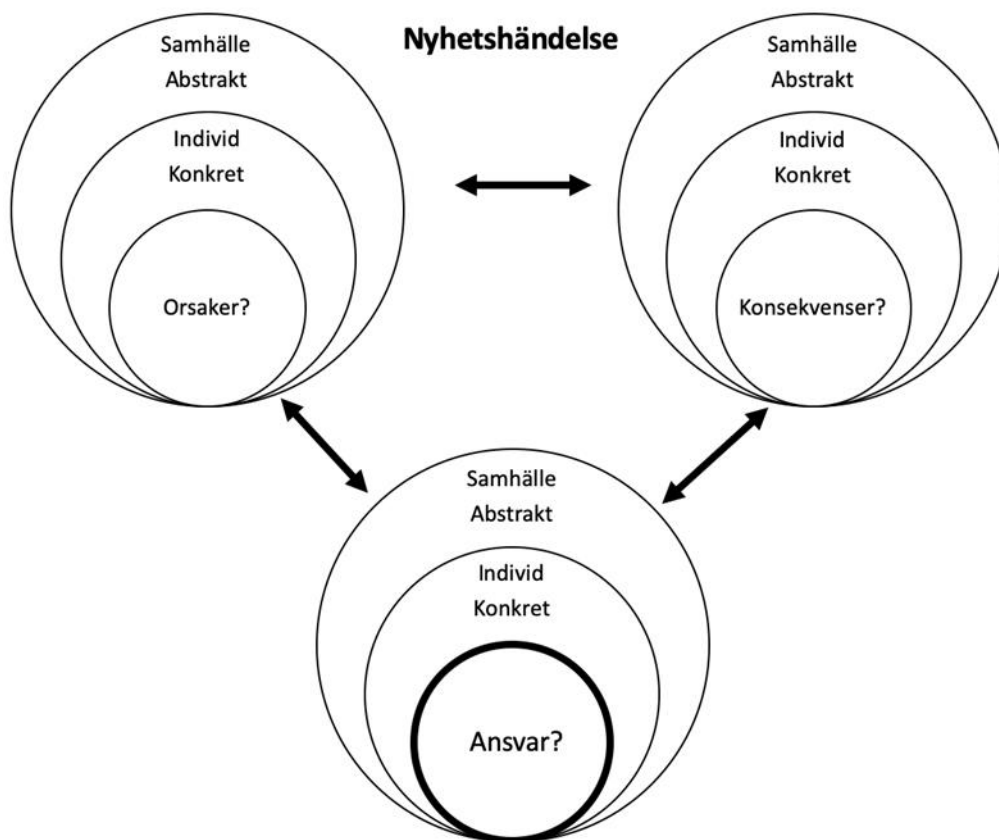 Nyhetshändelse
Samhälle
Abstrakt
Individ
Konkret
Orsaker?
Samhälle
Abstrakt
Individ
Konkret
Konsekvenser?
Samhälle
Abstrakt
Individ
Konkret
Ansvar?